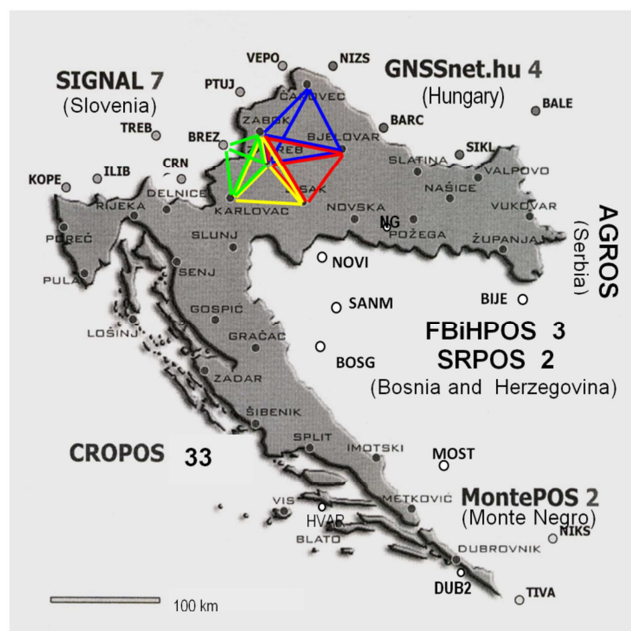 VEPO
NIZS
SIGNAL 7
(Slovenia)
PTUJ
GNSSnet.hu 4
(Hungary)
ČAKOVEC
BALE
TREB
ZABOK
BARC
BREZ
BJELOVAR
SIKL
KOPE
ILIB
CRN
SLATINA
VALPOVO
DELNICE
NAŠICE
RIJEKA
KARLOVAC
NOVSKA
VUKOVAR
NG
POŽEGA
ŽUPANJA
POREČ
SLUNJ
AGROS
(Serbia)
PULA
SENJ
NOVI
GOSPIĆ
SANM
BIJE
LOŠINJ
GRAČAC
FBiHPOS 3
SRPOS 2
(Bosnia and Herzegovina)
BOSG
ZADAR
ŠIBENIK
SPLIT
IMOTSKI
CROPOS 33
MOST
METKOVIĆ
MontePOS 2
(Monte Negro)
VIS
HVAR
NIKS
BLATO
DUBROVNIK
DUB2
TIVA
100 km